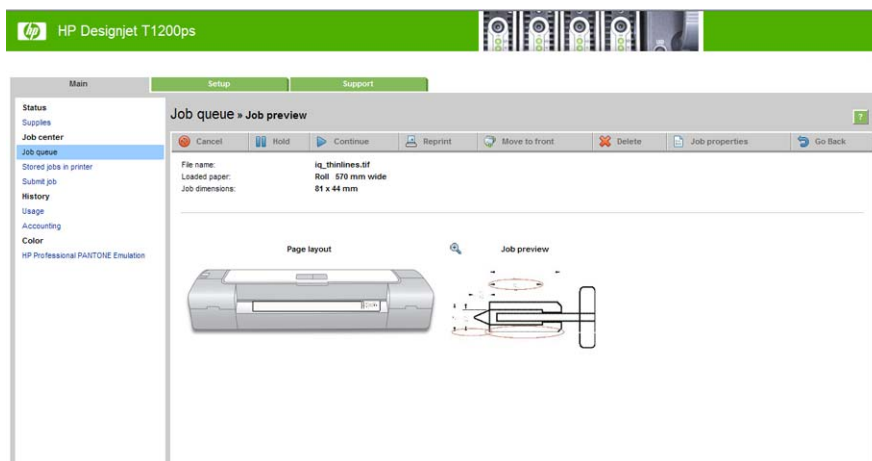 hp HP Designjet T1200ps
Main Setup Support
Status
Supplies
Job center
Job queue
Stored jobs in printer
Submit job
History
Usage
Accounting
Color
HP Professional PANTONE Emulation
Job queue » Job preview ?
Cancel Hold Continue Reprint Move to front Delete Job properties Go Back
File name: iq_thinlines.tif
Loaded paper: Roll 570 mm wide
Job dimensions: 81 x 44 mm
Page layout Job preview